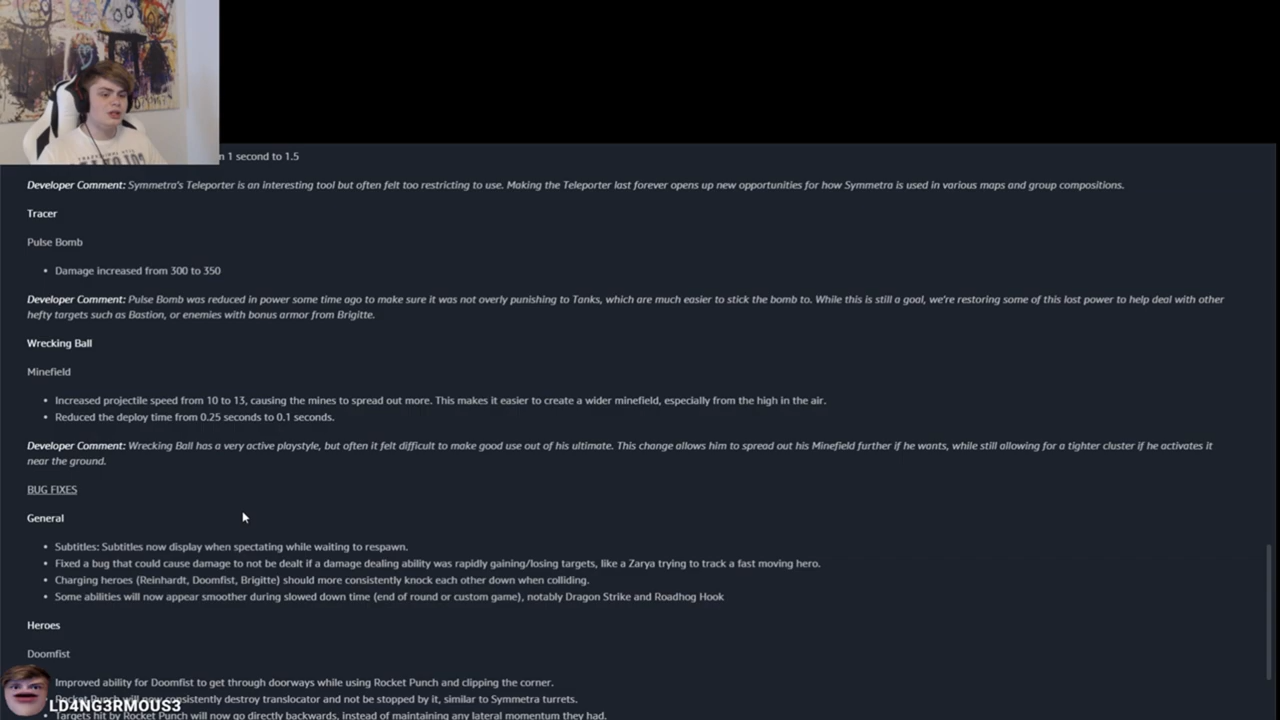 n 1 second to 1.5
Developer Comment: Symmetra's Teleporter is an interesting tool but often felt too restricting to use. Making the Teleporter last forever opens up new opportunities for how Symmetra is used in various maps and group compositions.
Tracer
Pulse Bomb
• Damage increased from 300 to 350
Developer Comment: Pulse Bomb was reduced in power some time ago to make sure it was not overly punishing to Tanks, which are much easier to stick the bomb to. While this is still a goal, we're restoring some of this lost power to help deal with other
hefty targets such as Bastion, or enemies with bonus armor from Brigitte.
Wrecking Ball
Minefield
• Increased projectile speed from 10 to 13, causing the mines to spread out more. This makes it easier to create a wider minefield, especially from the high in the air.
• Reduced the deploy time from 0.25 seconds to 0.1 seconds.
Developer Comment: Wrecking Ball has a very active playstyle, but often it felt difficult to make good use out of his ultimate. This change allows him to spread out his Minefield further if he wants, while still allowing for a tighter cluster if he activates it
near the ground.
BUG FIXES
General
• Subtitles: Subtitles now display when spectating while waiting to respawn.
• Fixed a bug that could cause damage to not be dealt if a damage dealing ability was rapidly gaining/losing targets, like a Zarya trying to track a fast moving hero.
• Charging heroes (Reinhardt, Doomfist, Brigitte) should more consistently knock each other down when colliding.
• Some abilities will now appear smoother during slowed down time (end of round or custom game), notably Dragon Strike and Roadhog Hook
Heroes
Doomfist
Improved ability for Doomfist to get through doorways while using Rocket Punch and clipping the corner.
Rocket Punch will now consistently destroy translocator and not be stopped by it, similar to Symmetra turrets.
LD4NG3RMOUS3
Targets hit by Rocket Punch will now go directly backwards, instead of maintaining any lateral momentum they had.